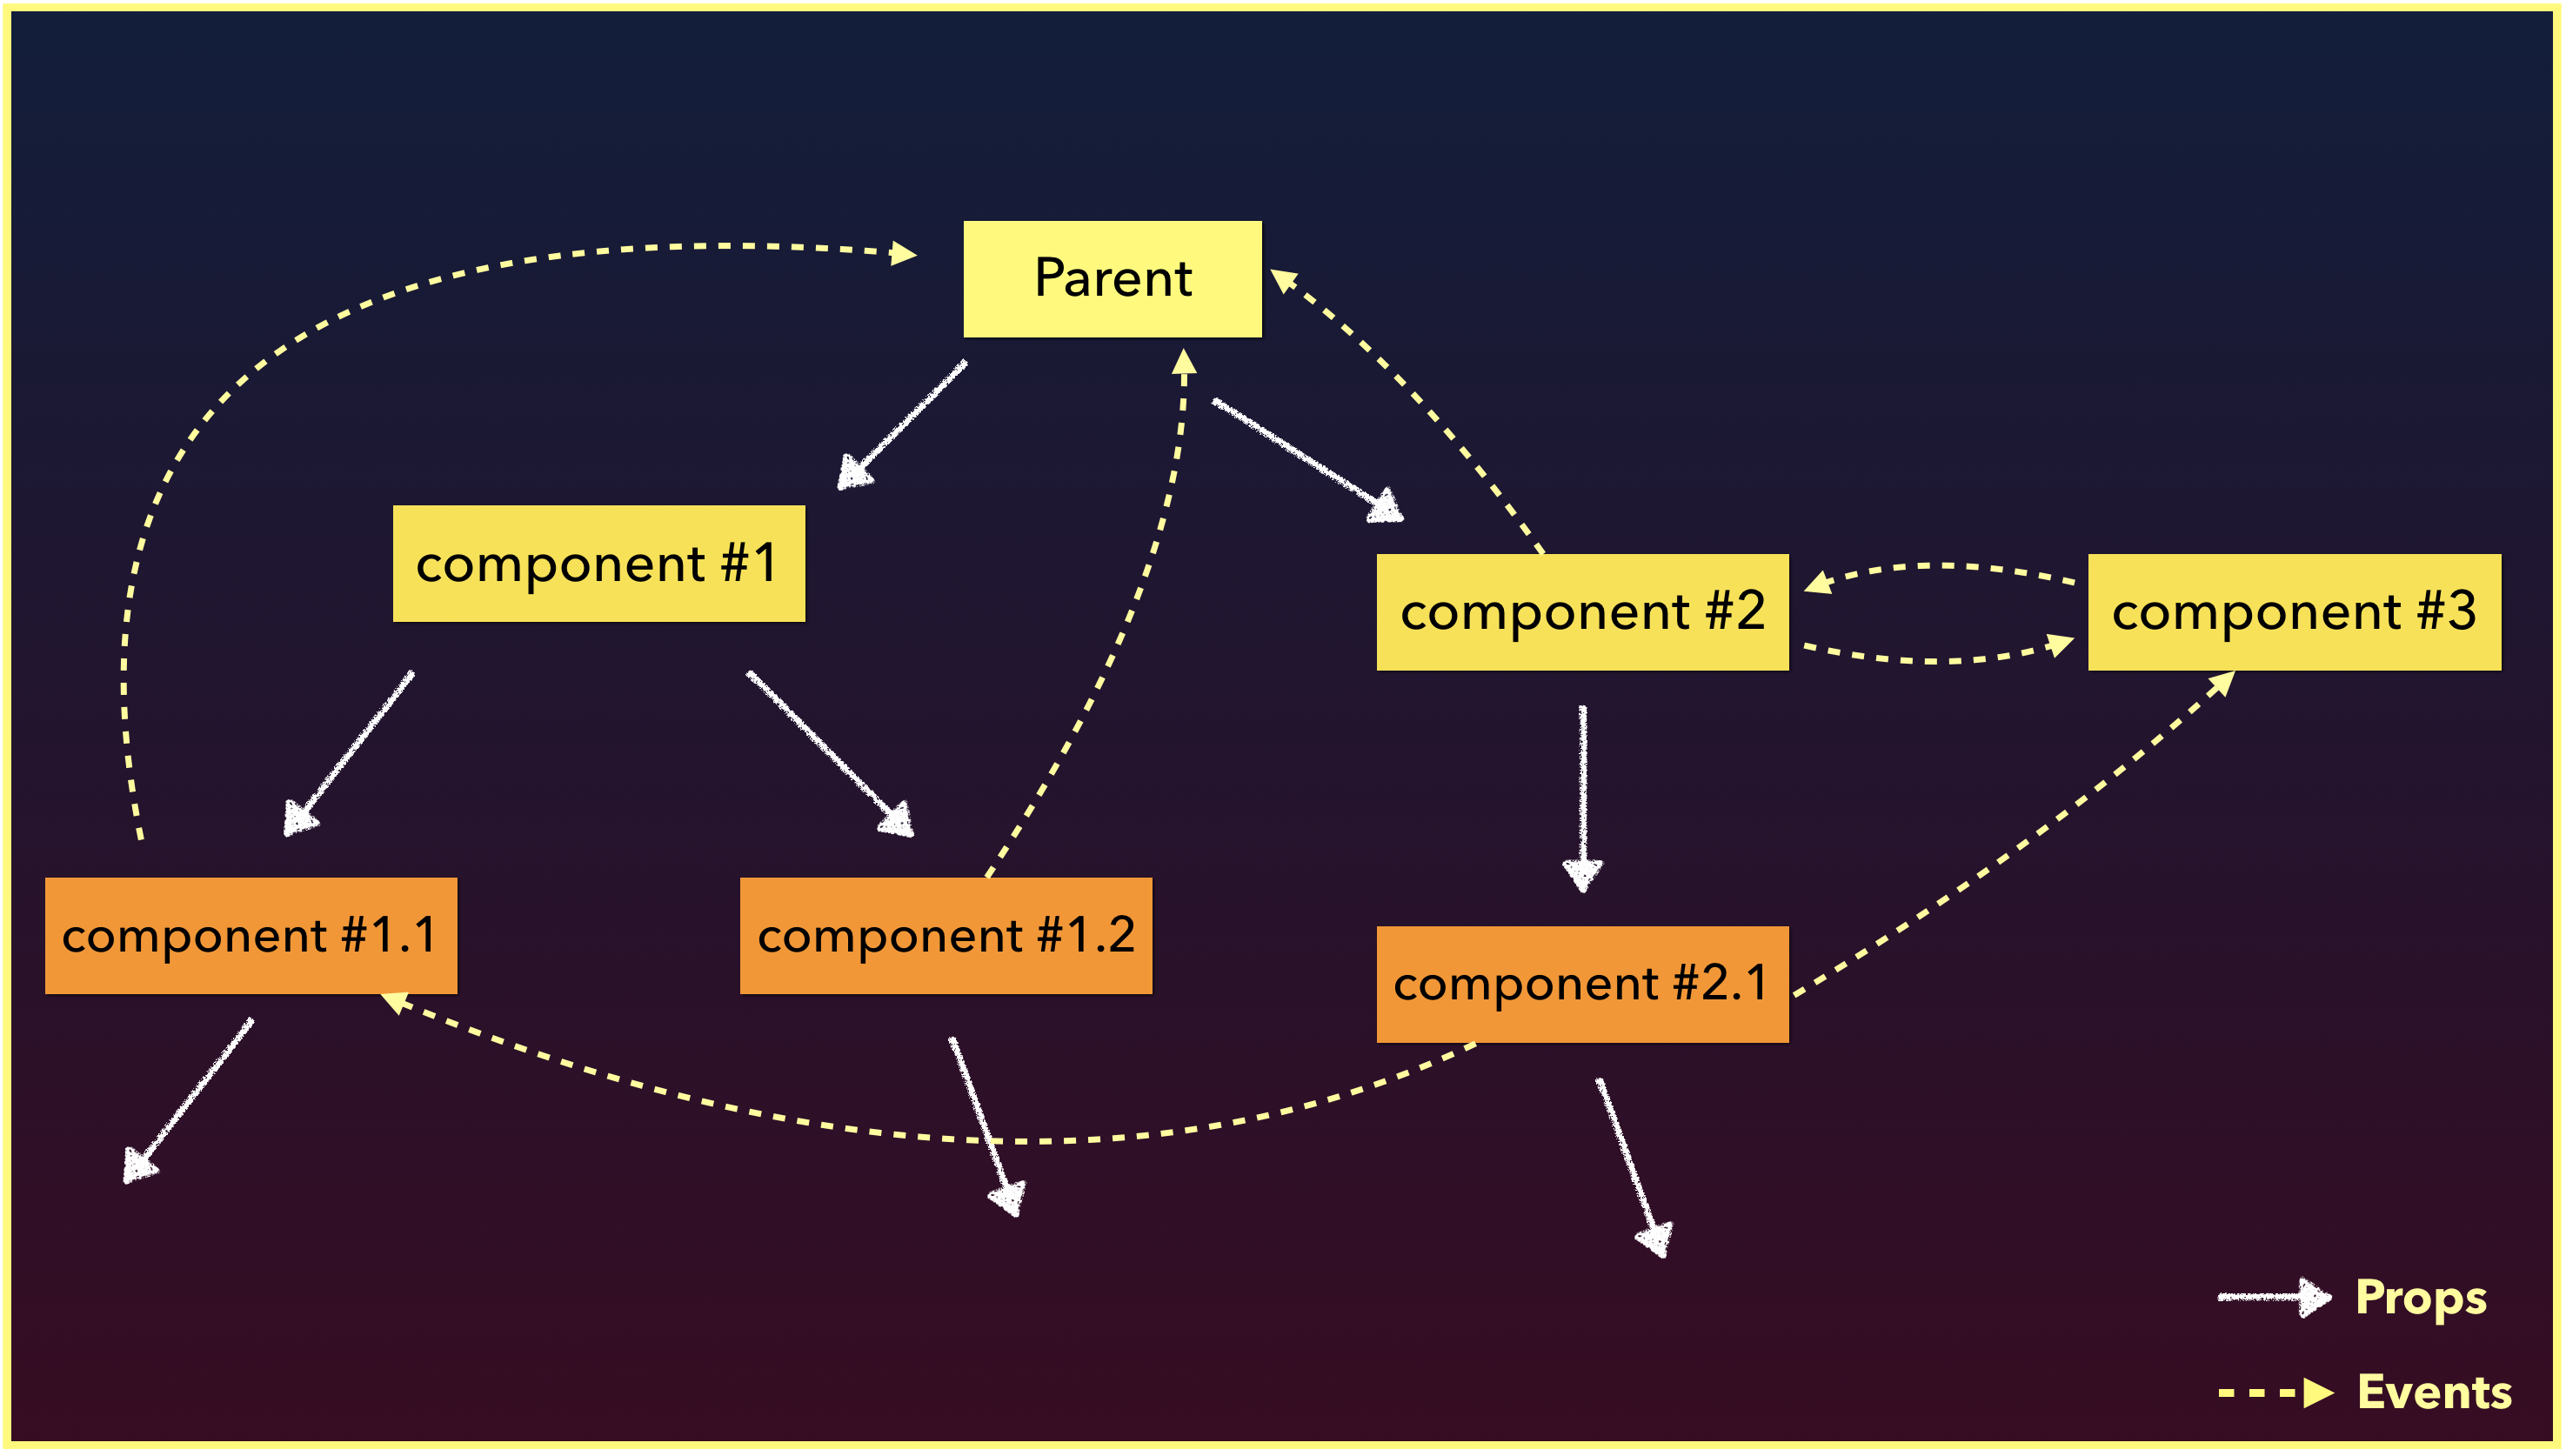 Parent
component #1
component #2
component #3
component #1.1
component #1.2
component #2.1
Props
Events